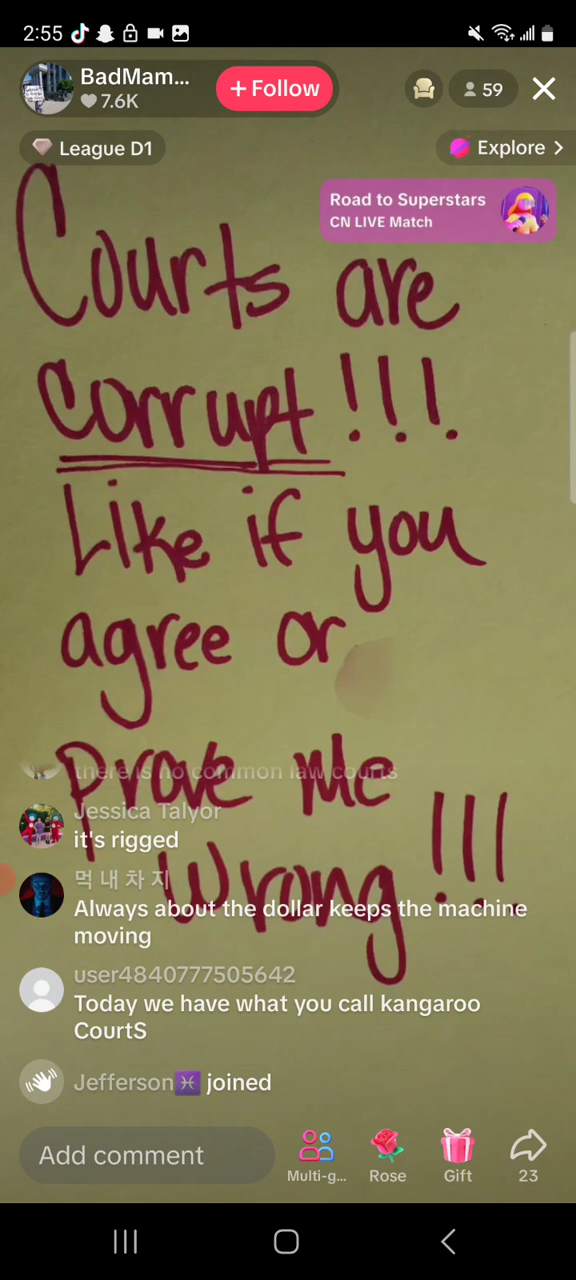 2:55
BadMam...
7.6K
+ Follow
59
League D1
Explore >
Road to Superstars
CN LIVE Match
Courts are
Corrupt!!!
Like if you
agree or
Prove Me
Wrong!!!
there is no common law courts
Jessica Talyor
it's rigged
먹 내 차 지
Always about the dollar keeps the machine
moving
user4840777505642
Today we have what you call kangaroo
CourtS
Jefferson♓ joined
Add comment
Multi-g...
Rose
Gift
23